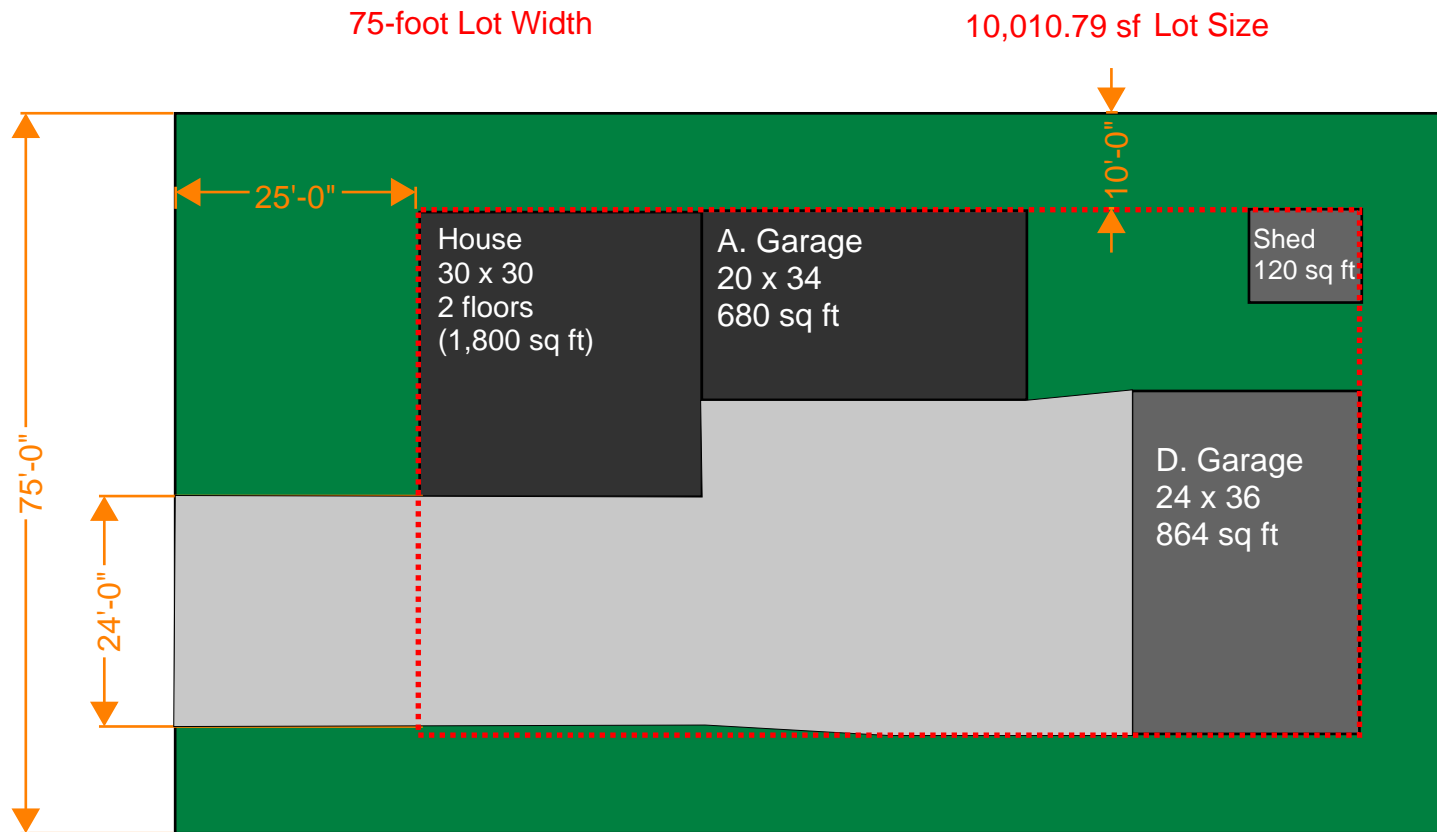 75-foot Lot Width
10,010.79 sf Lot Size
10'-0"
25'-0"
House
30 x 30
2 floors
(1,800 sq ft)
A. Garage
20 x 34
680 sq ft
Shed
120 sq ft
75'-0"
24'-0"
D. Garage
24 x 36
864 sq ft